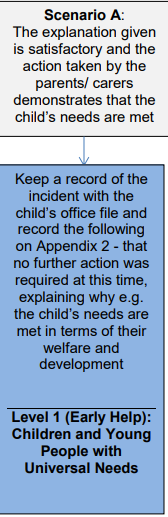 Scenario A:
The explanation given
is satisfactory and the
action taken by the
parents/ carers
demonstrates that the
child's needs are met
Keep a record of the
incident with the
child's office file and
record the following
on Appendix 2 - that
no further action was
required at this time,
explaining why e.g.
the child's needs are
met in terms of their
welfare and
development
Level 1 (Early Help):
Children and Young
People with
Universal Needs